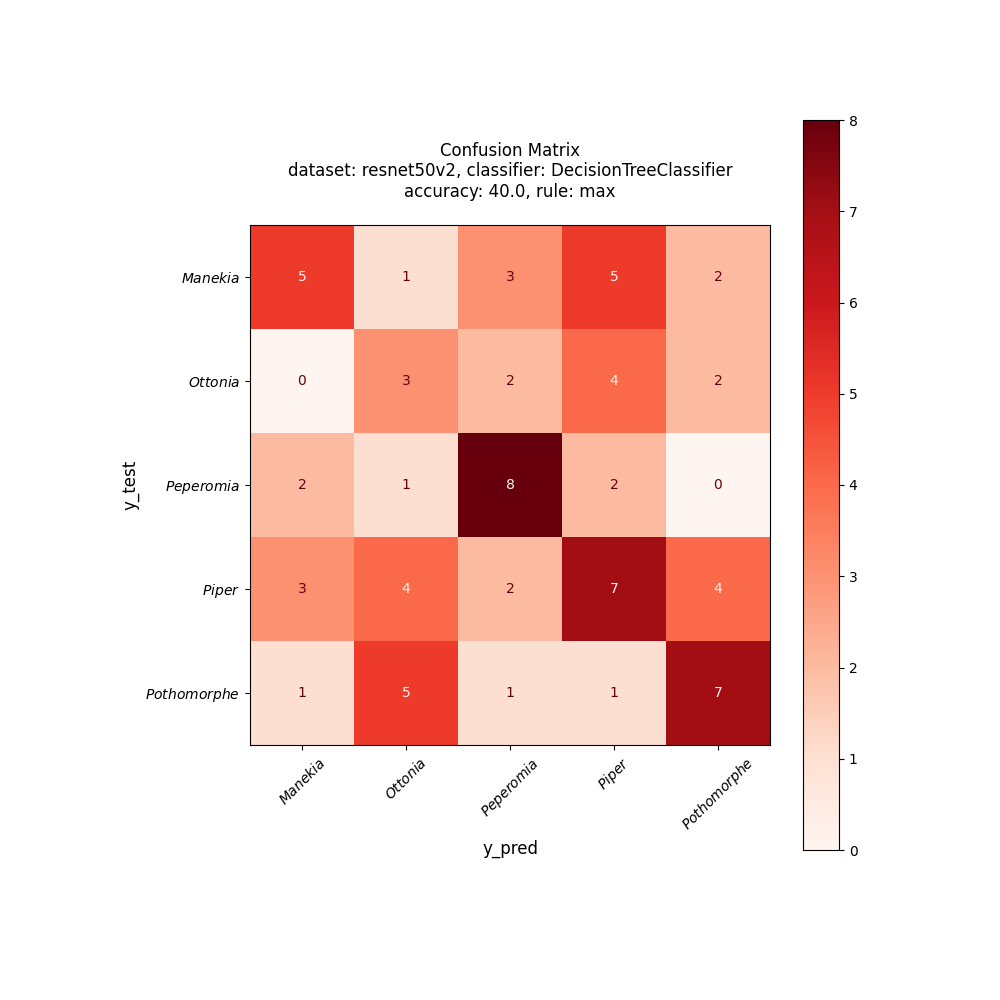 Confusion Matrix
dataset: resnet50v2, classifier: DecisionTreeClassifier
accuracy: 40.0, rule: max
y_test
Manekia 5 1 3 5 2
Ottonia 0 3 2 4 2
Peperomia 2 1 8 2 0
Piper 3 4 2 7 4
Pothomorphe 1 5 1 1 7
Manekia Ottonia Peperomia Piper Pothomorphe
y_pred
8
7
6
5
4
3
2
1
0